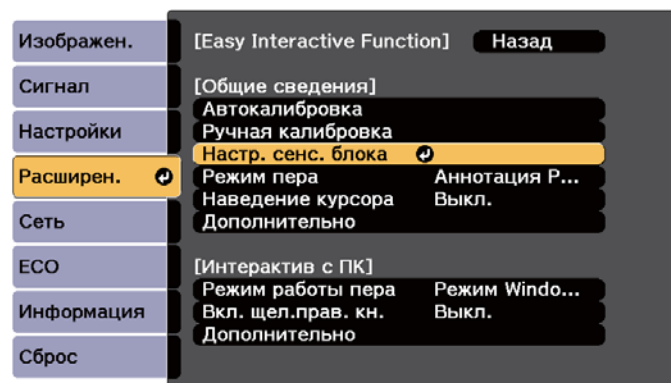 Изображен.
Сигнал
Настройки
Расширен.
Сеть
ECO
Информация
Сброс
[Easy Interactive Function] Назад
[Общие сведения]
Автокалибровка
Ручная калибровка
Настр. сенс. блока
Режим пера Аннотация P...
Наведение курсора Выкл.
Дополнительно
[Интерактив с ПК]
Режим работы пера Режим Windo...
Вкл. щел.прав. кн. Выкл.
Дополнительно